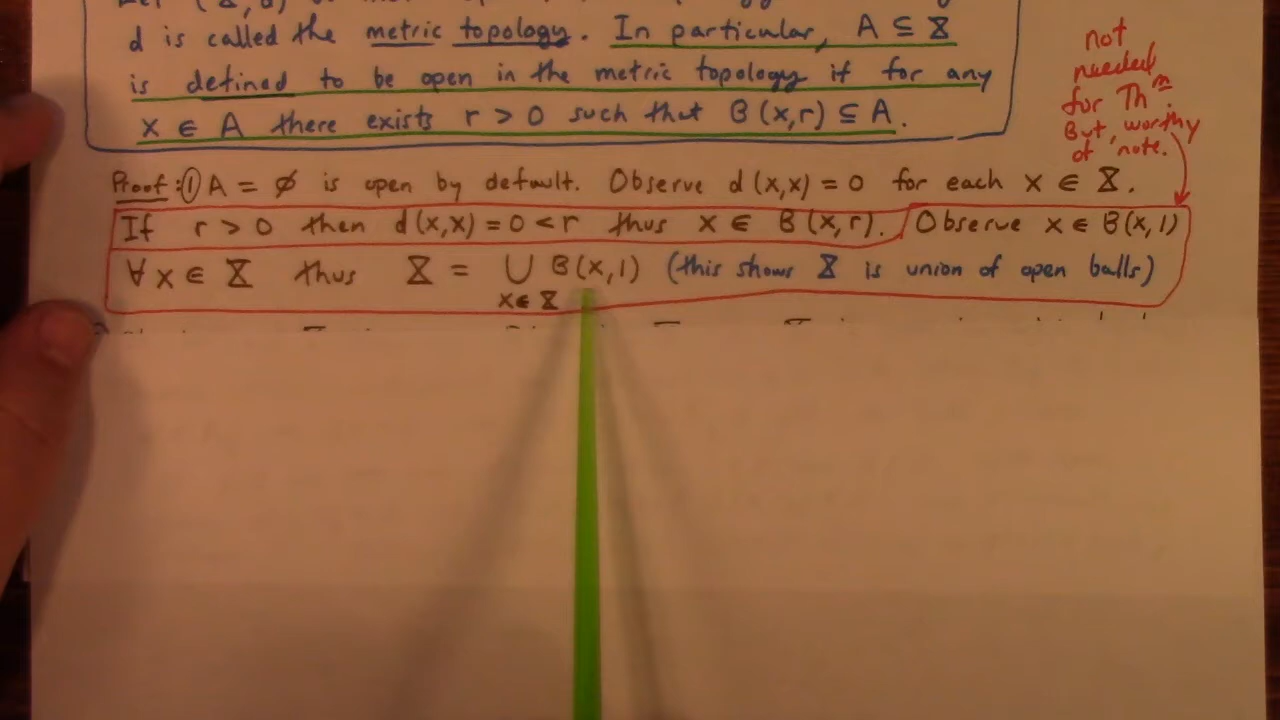 d is called the metric topology. In particular, A ⊆ X
is defined to be open in the metric topology if for any
x ∈ A there exists r > 0 such that B(x,r) ⊆ A.
not
needed
for Thᵐ
But, worthy
of note.
Proof: ① A = ∅ is open by default. Observe d(x,x) = 0 for each x ∈ X.
If r > 0 then d(x,x) = 0 < r thus x ∈ B(x,r). Observe x ∈ B(x,1)
∀ x ∈ X thus X = ∪ B(x,1) (this shows X is union of open balls)
x ∈ X